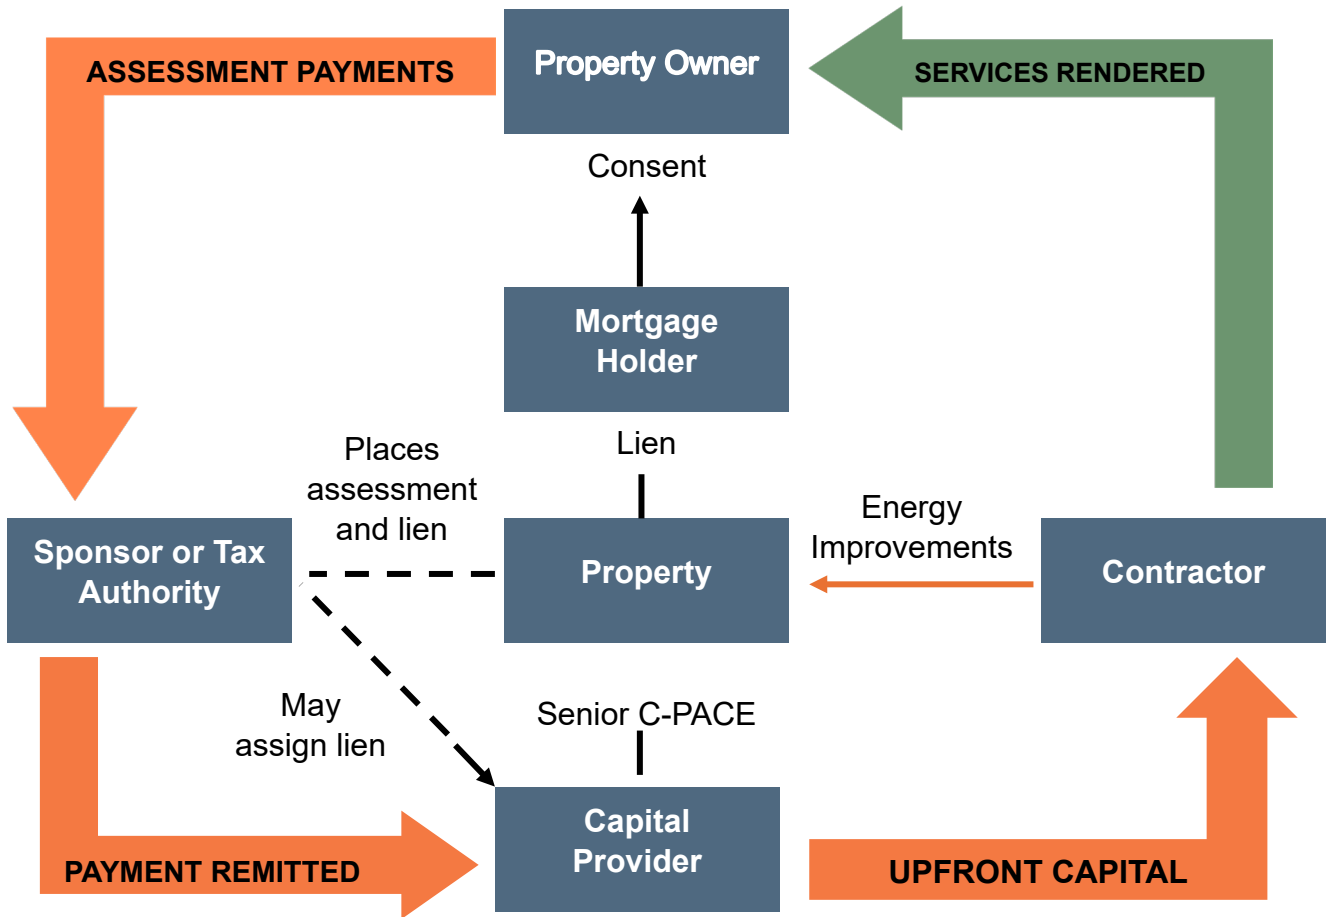 ASSESSMENT PAYMENTS
Property Owner
SERVICES RENDERED
Consent
Mortgage
Holder
Lien
Places
assessment
and lien
Energy
Improvements
Sponsor or Tax
Authority
Property
Contractor
May
assign lien
Senior C-PACE
Capital
Provider
PAYMENT REMITTED
UPFRONT CAPITAL